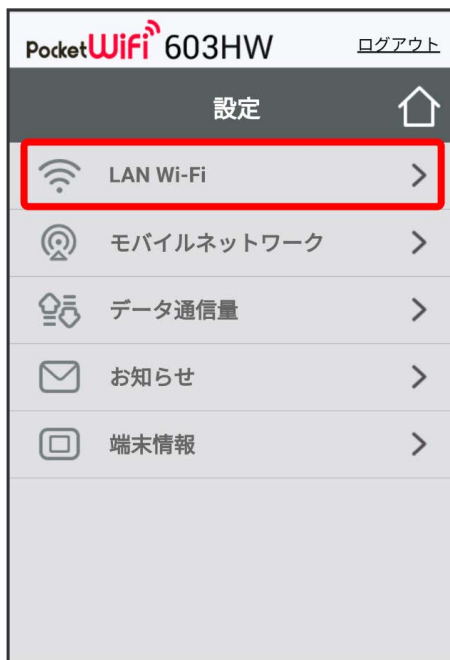 PocketWiFi 603HW ログアウト
設定
LAN Wi-Fi
モバイルネットワーク
データ通信量
お知らせ
端末情報